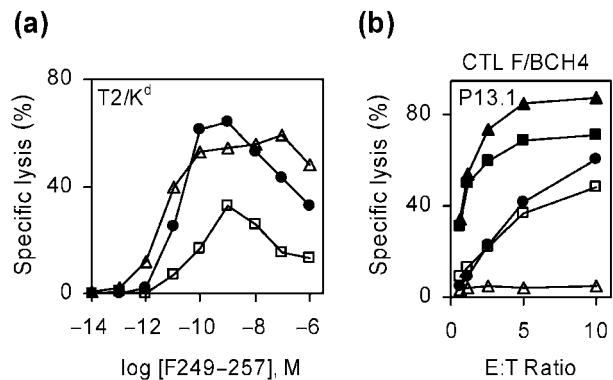 (a)
Specific lysis (%)
80
40
0
T2/Kᵈ
−14 −12 −10 −8 −6
log [F249−257], M
(b)
CTL F/BCH4
Specific lysis (%)
80
40
0
P13.1
0 5 10
E:T Ratio